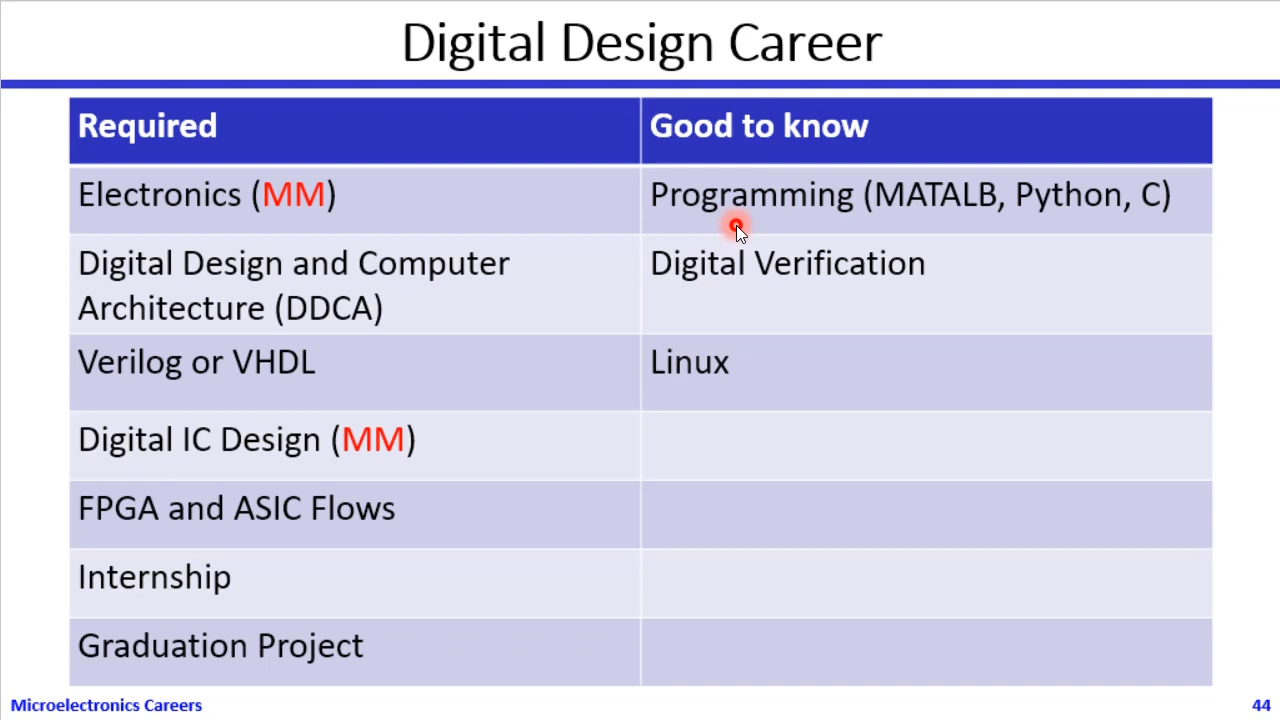 Digital Design Career
Required
Good to know
Electronics (MM)
Programming (MATALB, Python, C)
Digital Design and Computer
Architecture (DDCA)
Digital Verification
Verilog or VHDL
Linux
Digital IC Design (MM)
FPGA and ASIC Flows
Internship
Graduation Project
Microelectronics Careers
44